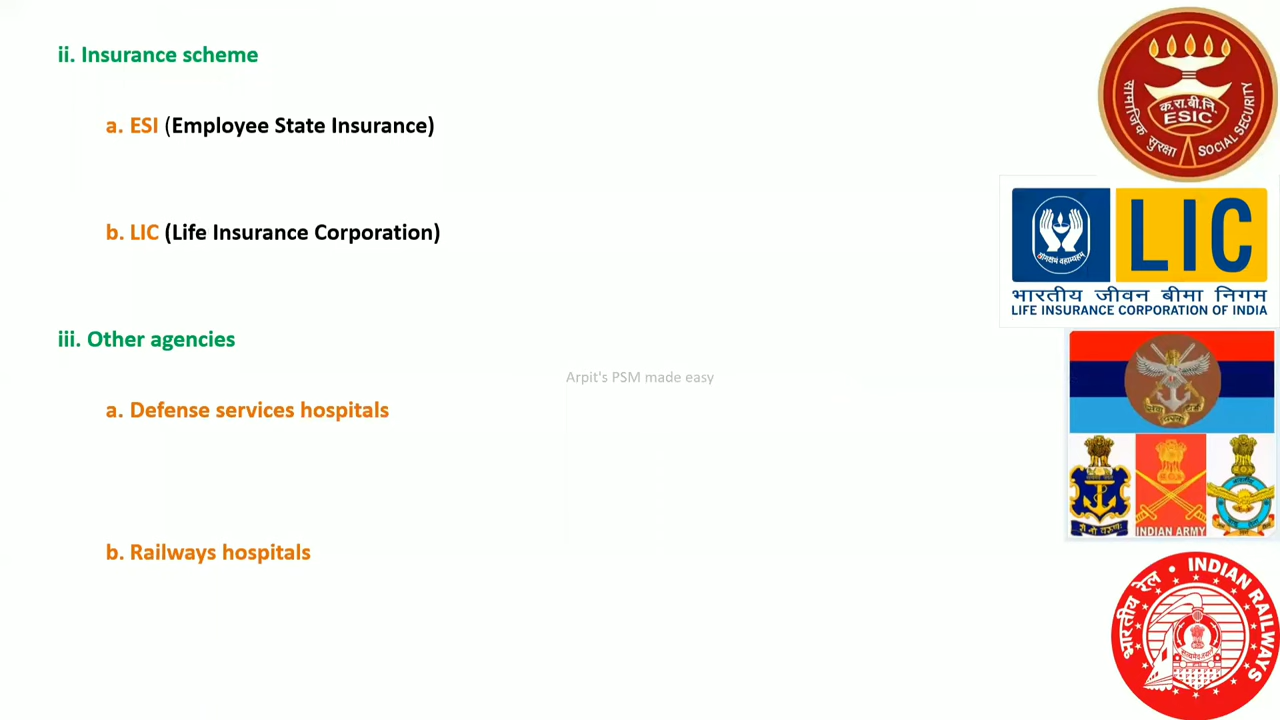 ii. Insurance scheme
a. ESI (Employee State Insurance)
b. LIC (Life Insurance Corporation)
iii. Other agencies
a. Defense services hospitals
b. Railways hospitals
Arpit's PSM made easy
क.रा.बी.नि.
ESIC
सामाजिक सुरक्षा
SOCIAL SECURITY
LIC
भारतीय जीवन बीमा निगम
LIFE INSURANCE CORPORATION OF INDIA
INDIAN ARMY
भारतीय रेल • INDIAN RAILWAYS